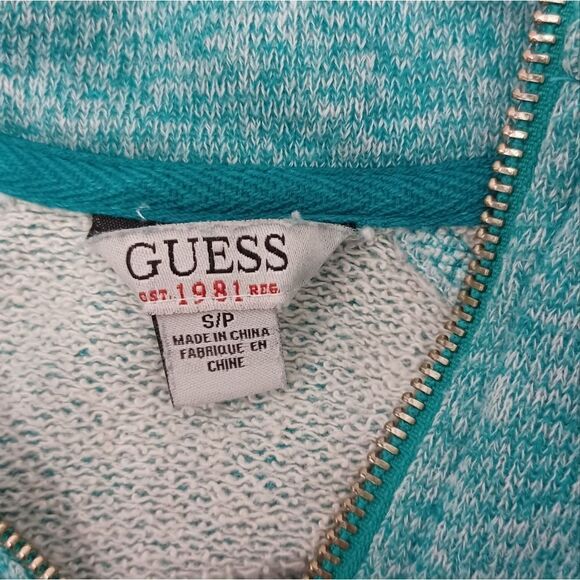 GUESS
EST. 1981 REG.
S/P
MADE IN CHINA
FABRIQUE EN
CHINE